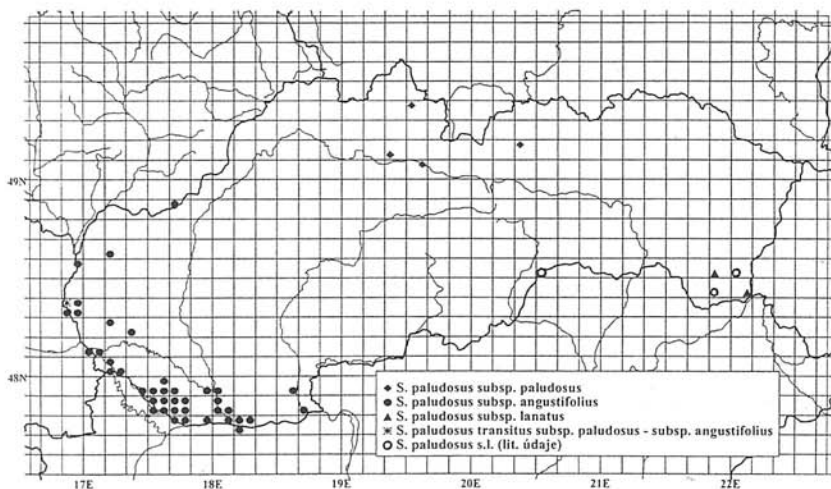 49N
48N
S. paludosus subsp. paludosus
S. paludosus subsp. angustifolius
S. paludosus subsp. lanatus
S. paludosus transitus subsp. paludosus - subsp. angustifolius
S. paludosus s.l. (lit. údaje)
17E 18E 19E 20E 21E 22E